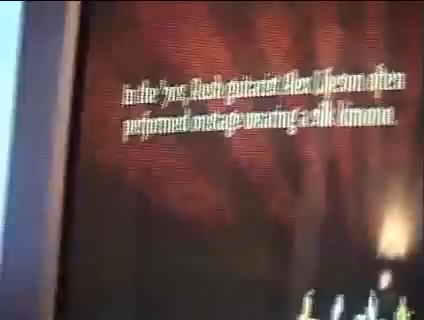 In the '70s, Rush guitarist Alex Lifeson often
performed onstage wearing a silk kimono.